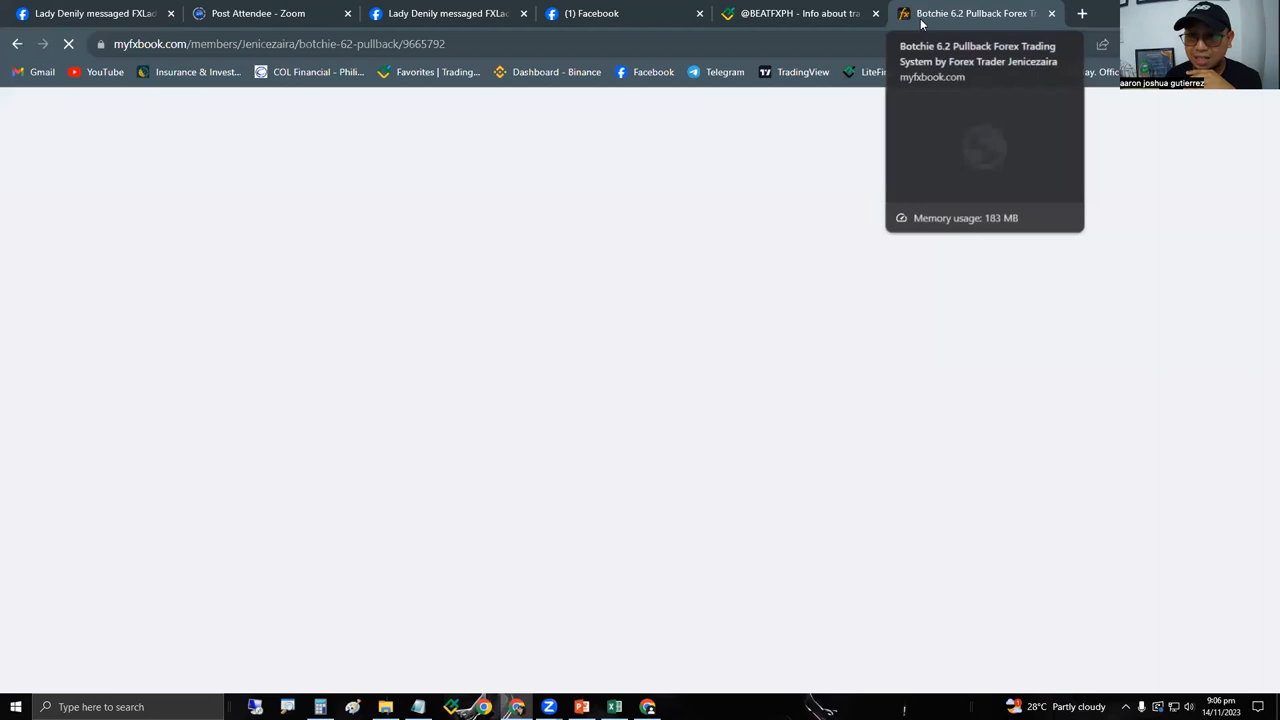 Lady Denily messaged FXLad
Post Attendee - Zoom
Lady Denily messaged FXLa
(1) Facebook
@BEATFXPH - Info about tra
Botchie 6.2 Pullback Forex Tr
myfxbook.com/members/Jenicezaira/botchie-62-pullback/9665792
Botchie 6.2 Pullback Forex Trading
System by Forex Trader Jenicezaira
myfxbook.com
Memory usage: 183 MB
Gmail
YouTube
Insurance & Invest...
COL Financial - Phili...
Favorites | Trading...
Dashboard - Binance
Facebook
Telegram
TradingView
LiteFi
ay. Offic
aaron joshua gutierrez
Type here to search
28°C Partly cloudy
9:06 pm
14/11/2023